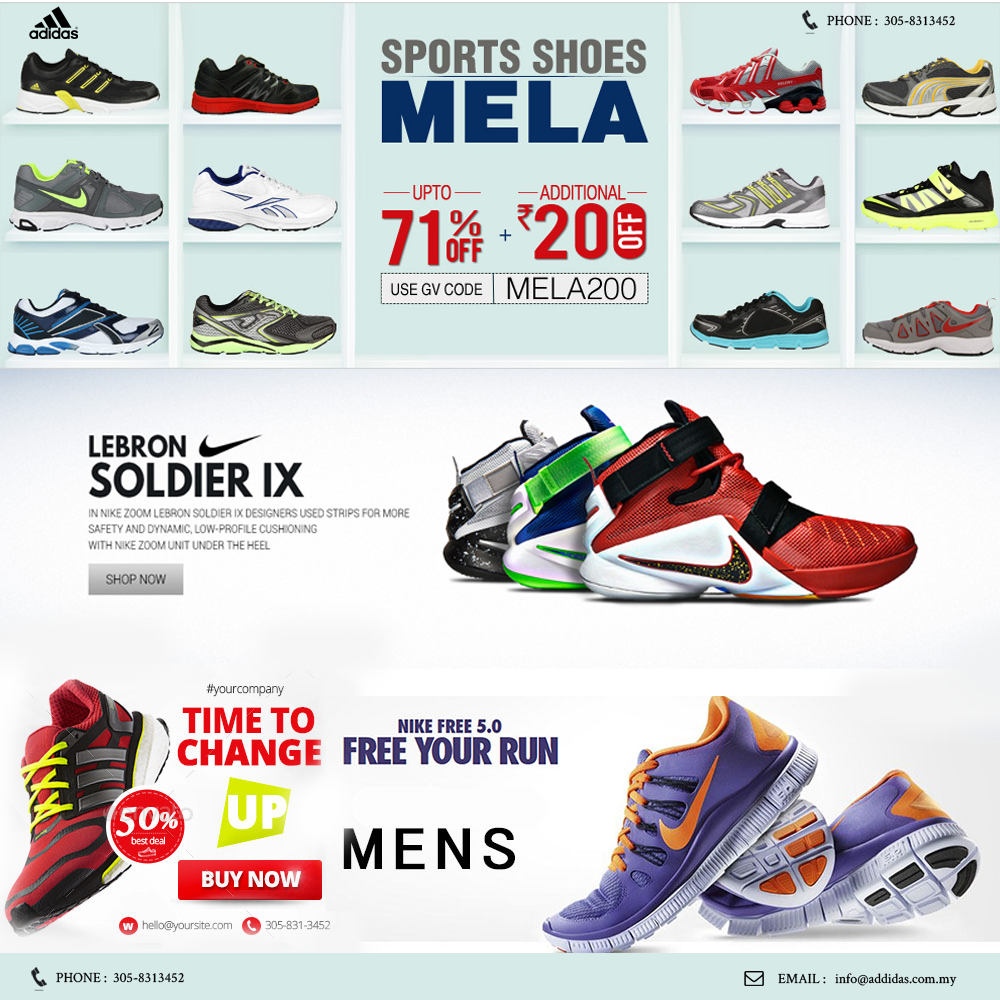 adidas
PHONE : 305-8313452
SPORTS SHOES
MELA
UPTO
71% OFF
+
ADDITIONAL
₹200 OFF
USE GV CODE
MELA200
LEBRON
SOLDIER IX
IN NIKE ZOOM LEBRON SOLDIER IX DESIGNERS USED STRIPS FOR MORE
SAFETY AND DYNAMIC, LOW-PROFILE CUSHIONING
WITH NIKE ZOOM UNIT UNDER THE HEEL
SHOP NOW
#yourcompany
TIME TO
CHANGE
UP
50%
best deal
BUY NOW
hello@yoursite.com
305-831-3452
NIKE FREE 5.0
FREE YOUR RUN
MENS
PHONE : 305-8313452
EMAIL : info@addidas.com.my